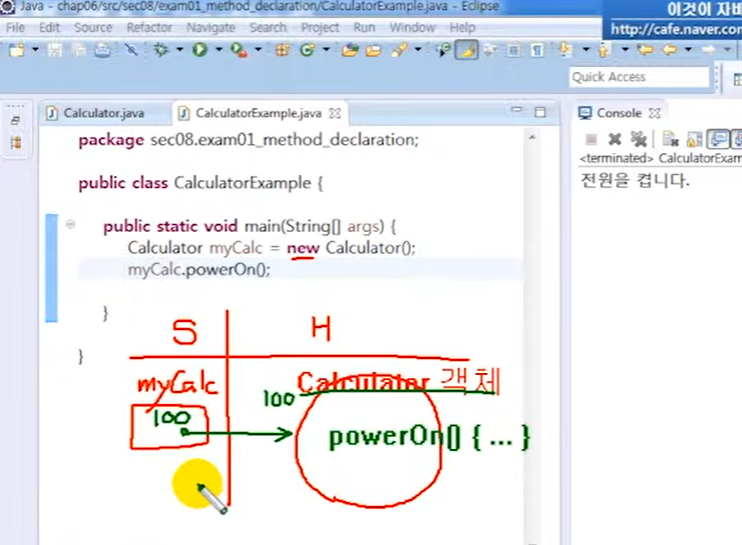 Java - chap06/src/sec08/exam01_method_declaration/CalculatorExample.java - Eclipse
이것이 자바
http://cafe.naver.com
File Edit Source Refactor Navigate Search Project Run Window Help
Quick Access
Calculator.java CalculatorExample.java
Console
<terminated> CalculatorExam
package sec08.exam01_method_declaration;
전원을 켭니다.
public class CalculatorExample {
public static void main(String[] args) {
Calculator myCalc = new Calculator();
myCalc.powerOn();
}
}
S H
myCalc
Calculator 객체
100
100
powerOn() { ... }